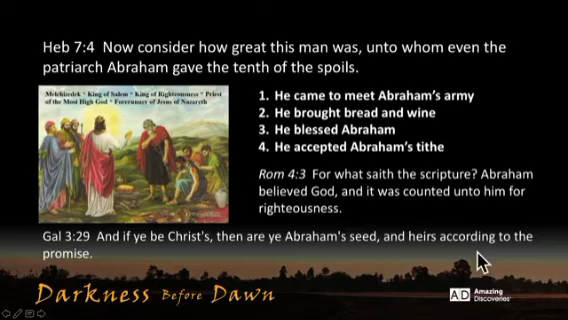 Heb 7:4 Now consider how great this man was, unto whom even the
patriarch Abraham gave the tenth of the spoils.
Melchizedek * King of Salem * King of Righteousness * Priest
of the Most High God * Forerunner of Jesus of Nazareth
1. He came to meet Abraham's army
2. He brought bread and wine
3. He blessed Abraham
4. He accepted Abraham's tithe
Rom 4:3 For what saith the scripture? Abraham
believed God, and it was counted unto him for
righteousness.
Gal 3:29 And if ye be Christ's, then are ye Abraham's seed, and heirs according to the
promise.
Darkness Before Dawn
AD Amazing
Discoveries